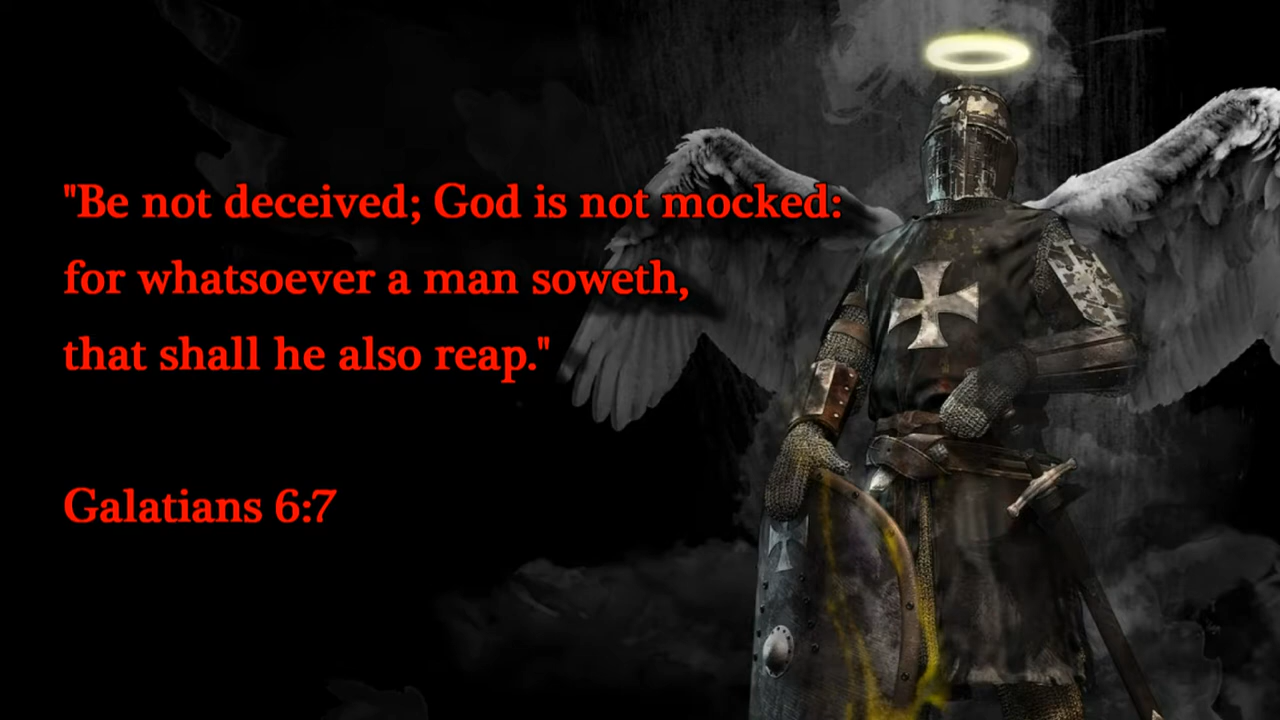 "Be not deceived; God is not mocked:
for whatsoever a man soweth,
that shall he also reap."
Galatians 6:7